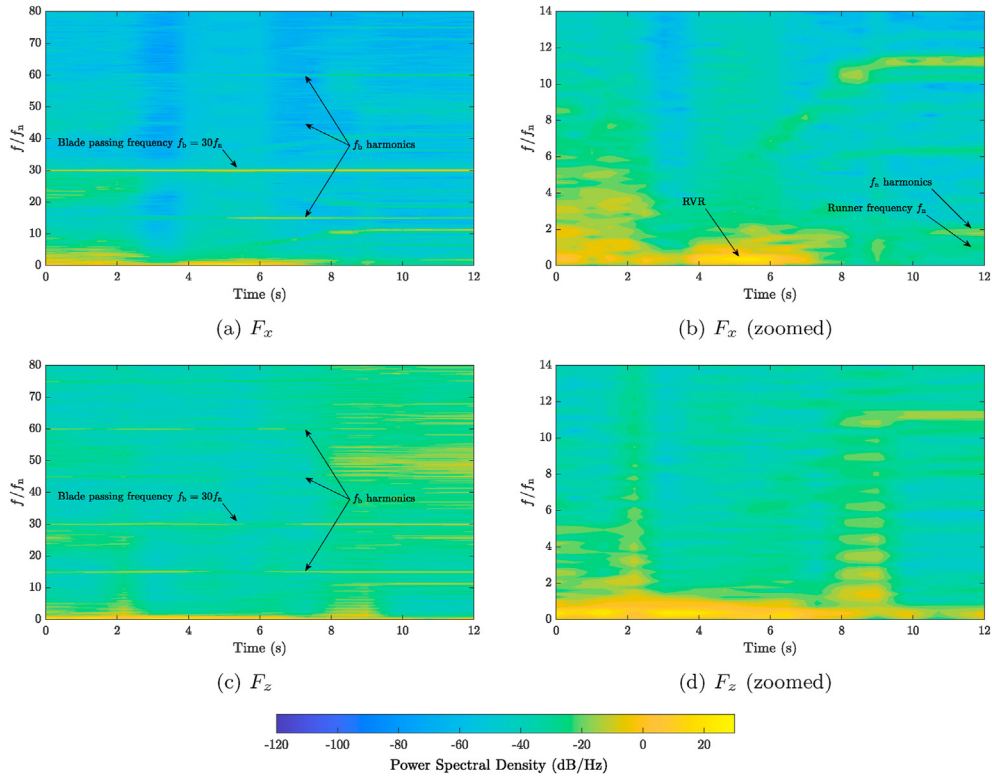 80
70
60
50
40
30
20
10
0
f/fn
Blade passing frequency fb = 30fn
fb harmonics
0 2 4 6 8 10 12
Time (s)
(a) Fx
14
12
10
8
6
4
2
0
f/fn
RVR
fn harmonics
Runner frequency fn
0 2 4 6 8 10 12
Time (s)
(b) Fx (zoomed)
80
70
60
50
40
30
20
10
0
f/fn
Blade passing frequency fb = 30fn
fb harmonics
0 2 4 6 8 10 12
Time (s)
(c) Fz
14
12
10
8
6
4
2
0
f/fn
0 2 4 6 8 10 12
Time (s)
(d) Fz (zoomed)
-120 -100 -80 -60 -40 -20 0 20
Power Spectral Density (dB/Hz)